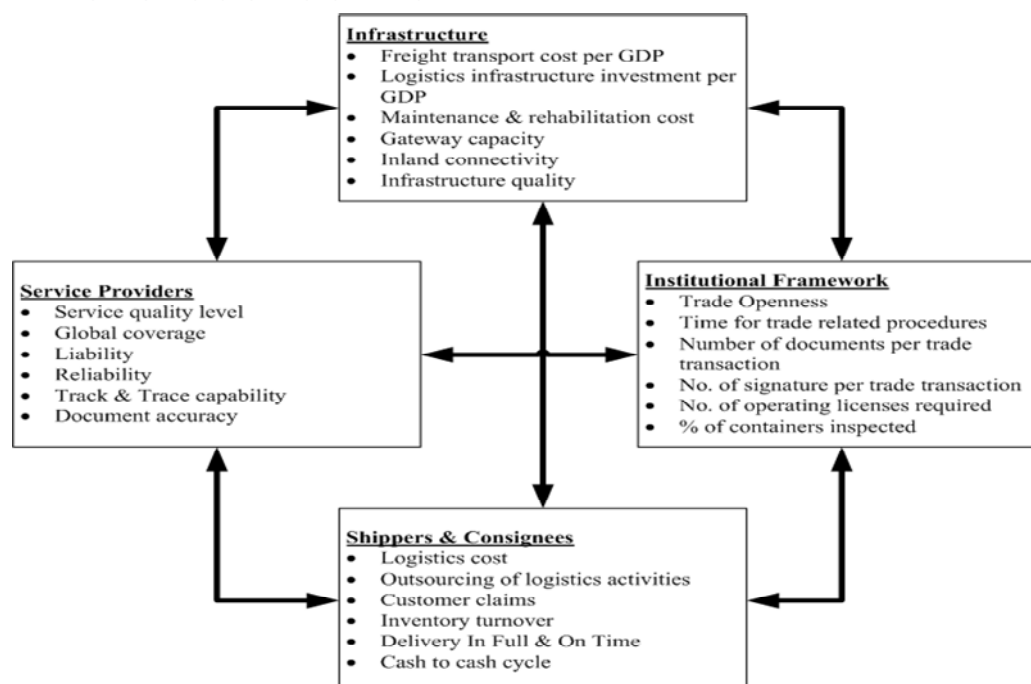 Infrastructure
• Freight transport cost per GDP
• Logistics infrastructure investment per
GDP
• Maintenance & rehabilitation cost
• Gateway capacity
• Inland connectivity
• Infrastructure quality
Service Providers
• Service quality level
• Global coverage
• Liability
• Reliability
• Track & Trace capability
• Document accuracy
Institutional Framework
• Trade Openness
• Time for trade related procedures
• Number of documents per trade
transaction
• No. of signature per trade transaction
• No. of operating licenses required
• % of containers inspected
Shippers & Consignees
• Logistics cost
• Outsourcing of logistics activities
• Customer claims
• Inventory turnover
• Delivery In Full & On Time
• Cash to cash cycle